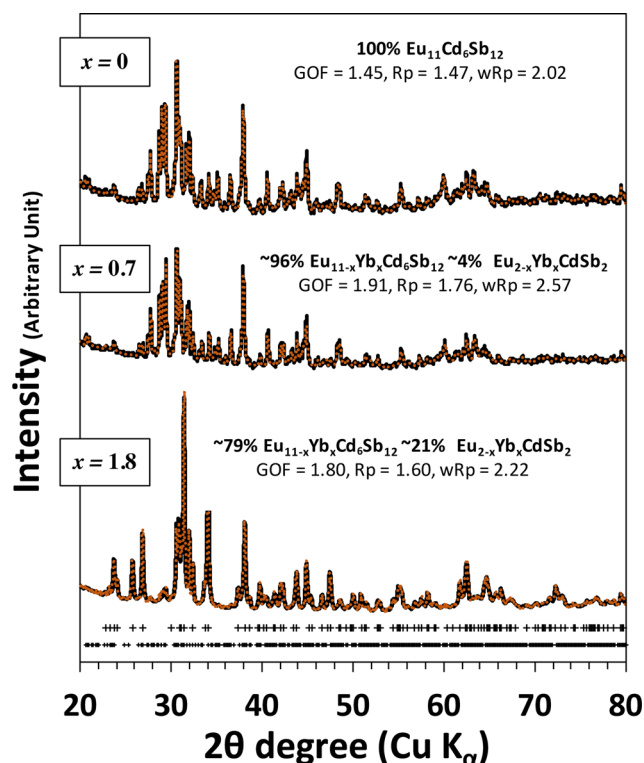 x = 0
100% Eu11Cd6Sb12
GOF = 1.45, Rp = 1.47, wRp = 2.02
x = 0.7
~96% Eu11-xYbxCd6Sb12 ~4% Eu2-xYbxCdSb2
GOF = 1.91, Rp = 1.76, wRp = 2.57
x = 1.8
~79% Eu11-xYbxCd6Sb12 ~21% Eu2-xYbxCdSb2
GOF = 1.80, Rp = 1.60, wRp = 2.22
Intensity (Arbitrary Unit)
20 30 40 50 60 70 80
2θ degree (Cu Kα)